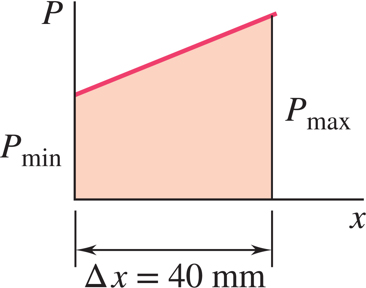 P
P_max
P_min
x
Δx = 40 mm